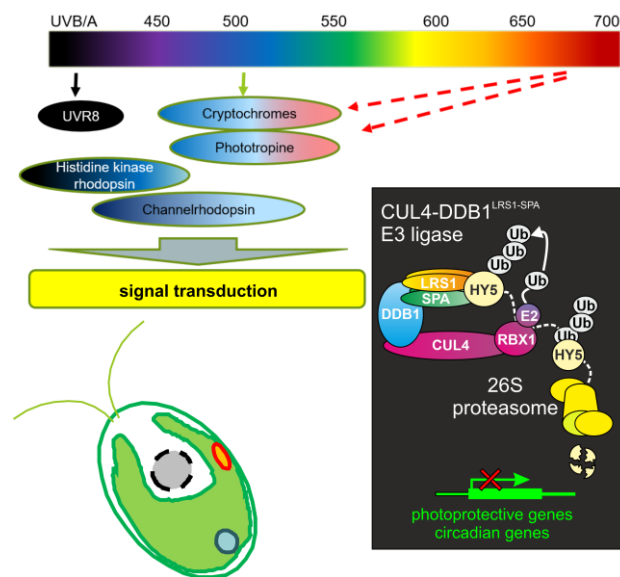 UVB/A 450 500 550 600 650 700
UVR8
Cryptochromes
Phototropine
Histidine kinase
rhodopsin
Channelrhodopsin
signal transduction
CUL4-DDB1LRS1-SPA
E3 ligase
Ub
Ub
Ub
Ub
LRS1
SPA
HY5
DDB1
E2
RBX1
CUL4
Ub
Ub
Ub
HY5
26S
proteasome
photoprotective genes
circadian genes